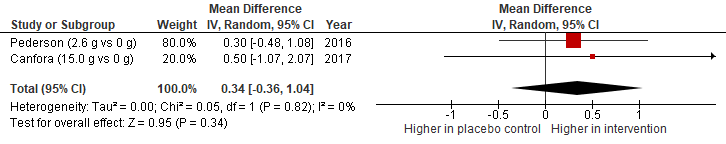 Mean Difference Mean Difference
Study or Subgroup Weight IV, Random, 95% CI Year IV, Random, 95% CI
Pederson (2.6 g vs 0 g) 80.0% 0.30 [-0.48, 1.08] 2016
Canfora (15.0 g vs 0 g) 20.0% 0.50 [-1.07, 2.07] 2017
Total (95% CI) 100.0% 0.34 [-0.36, 1.04]
Heterogeneity: Tau² = 0.00; Chi² = 0.05, df = 1 (P = 0.82); I² = 0%
Test for overall effect: Z = 0.95 (P = 0.34)
-1 -0.5 0 0.5 1
Higher in placebo control Higher in intervention